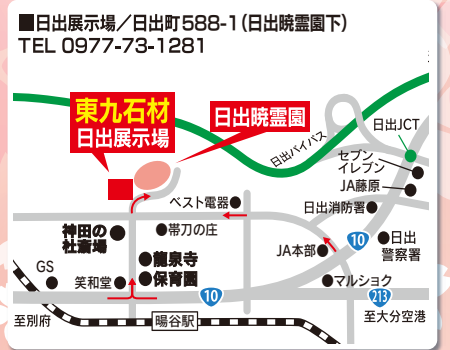 ■日出展示場／日出町588-1（日出暁霊園下）
TEL 0977-73-1281
東九石材
日出展示場
日出暁霊園
日出バイパス
日出JCT
セブン
イレブン
JA藤原
ベスト電器
日出消防署
神田の
社斎場
帯刀の庄
10
日出
警察署
JA本部
龍泉寺
保育園
GS
笑和堂
マルショク
10
213
至別府
暘谷駅
至大分空港